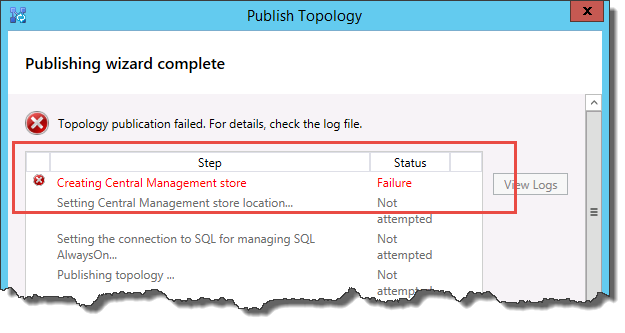 Publish Topology
Publishing wizard complete
Topology publication failed. For details, check the log file.
Step Status
Creating Central Management store Failure
View Logs
Setting Central Management store location... Not
attempted
Setting the connection to SQL for managing SQL Not
AlwaysOn... attempted
Publishing topology ... Not
attempted